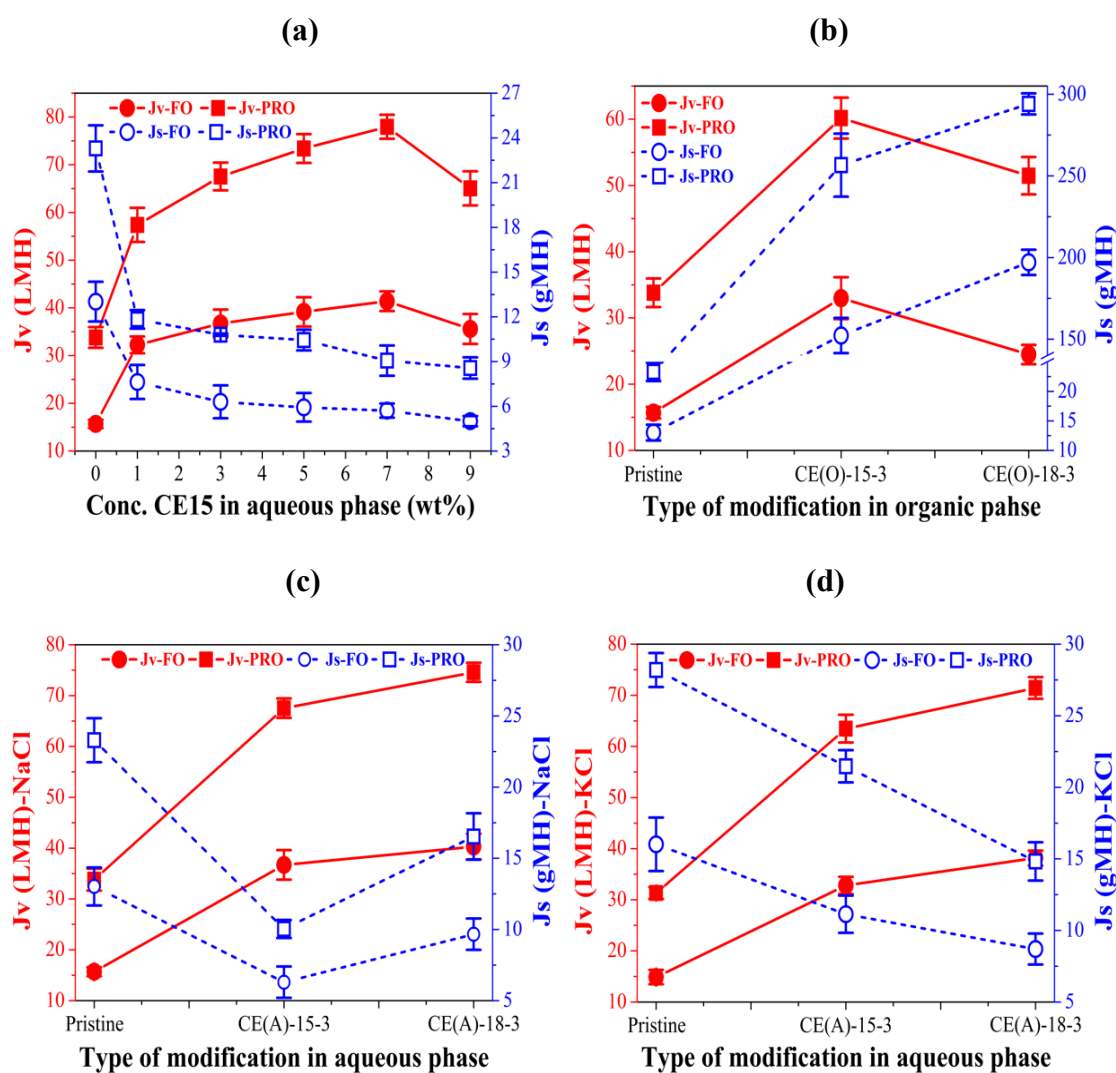 (a)
Jv-FO Jv-PRO
Js-FO Js-PRO
80
70
60
50
40
30
20
10
Jv (LMH)
27
24
21
18
15
12
9
6
3
Js (gMH)
0 1 2 3 4 5 6 7 8 9
Conc. CE15 in aqueous phase (wt%)
(b)
Jv-FO
Jv-PRO
Js-FO
Js-PRO
60
50
40
30
20
10
Jv (LMH)
300
250
200
150
20
15
10
Js (gMH)
Pristine CE(O)-15-3 CE(O)-18-3
Type of modification in organic pahse
(c)
Jv-FO Jv-PRO Js-FO Js-PRO
80
70
60
50
40
30
20
10
Jv (LMH)-NaCl
30
25
20
15
10
5
Js (gMH)-NaCl
Pristine CE(A)-15-3 CE(A)-18-3
Type of modification in aqueous phase
(d)
Jv-FO Jv-PRO Js-FO Js-PRO
80
70
60
50
40
30
20
10
Jv (LMH)-KCl
30
25
20
15
10
5
Js (gMH)-KCl
Pristine CE(A)-15-3 CE(A)-18-3
Type of modification in aqueous phase